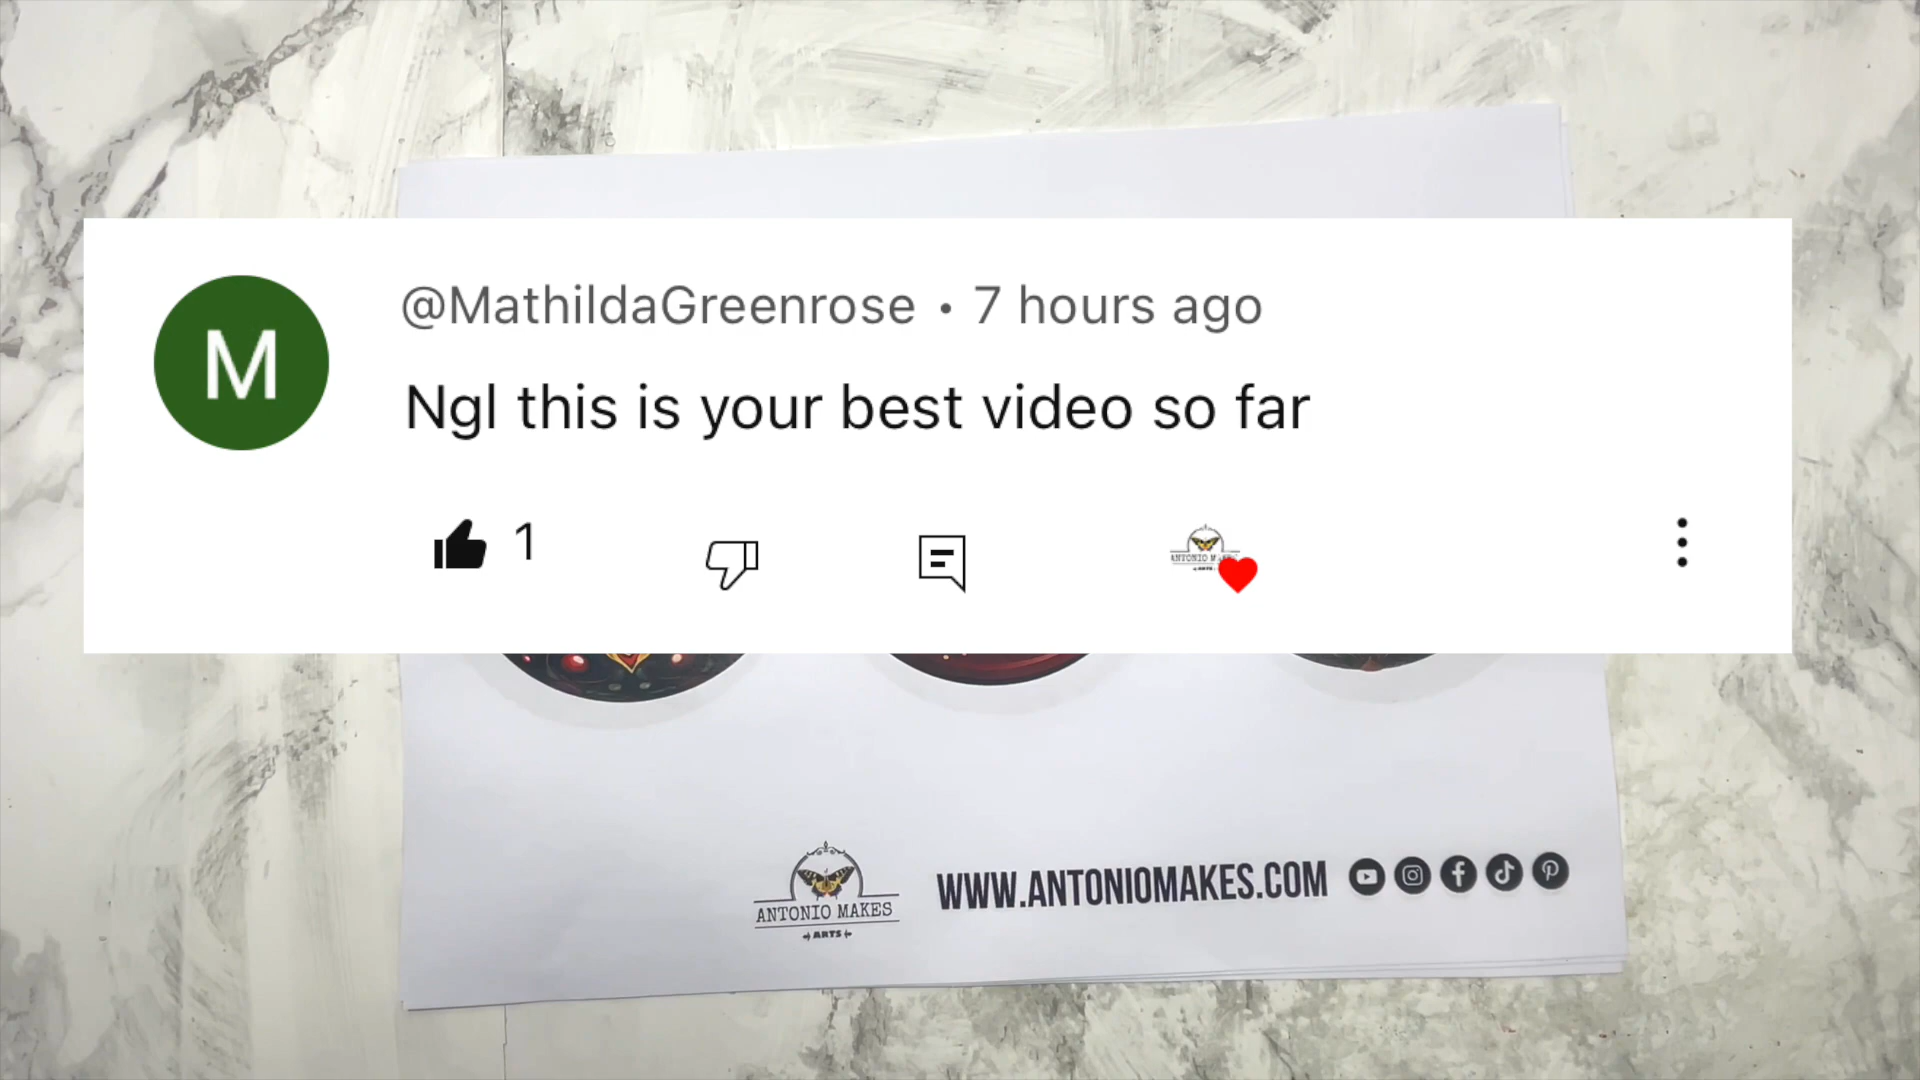 M
@MathildaGreenrose • 7 hours ago
Ngl this is your best video so far
1
ANTONIO MAKES
ARTS
WWW.ANTONIOMAKES.COM